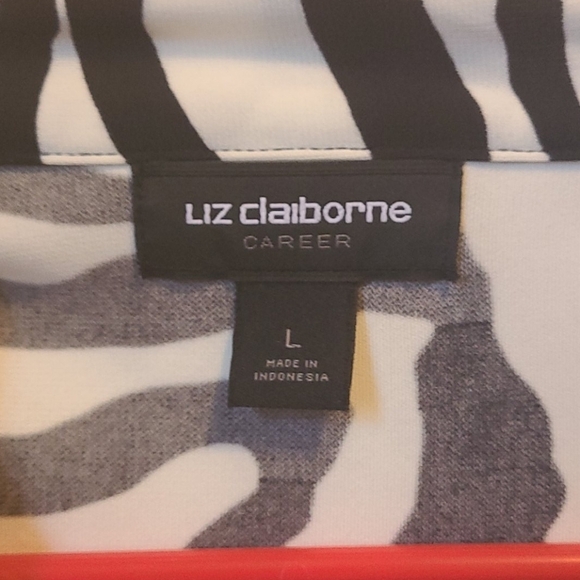 Liz claiborne
CAREER
L
MADE IN
INDONESIA